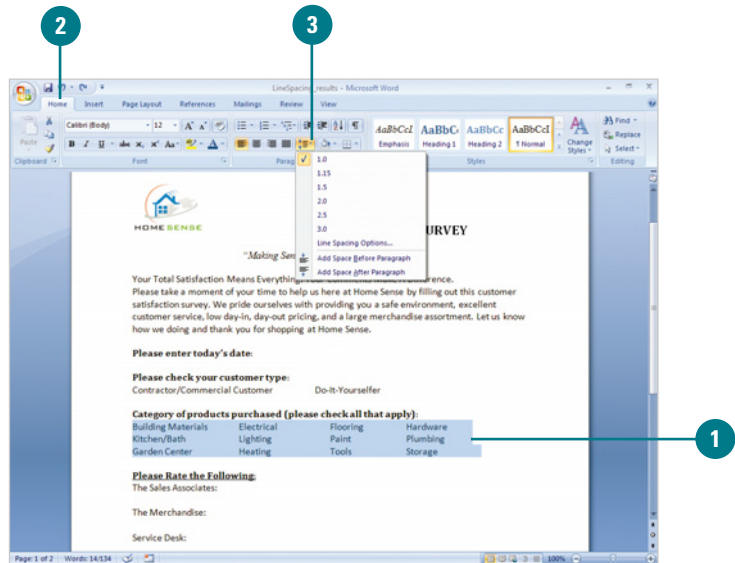 2
3
LineSpacing_results - Microsoft Word
Home Insert Page Layout References Mailings Review View
Paste
Calibri (Body) 12
B I U abc x₂ x² Aa A
AaBbCcI AaBbC AaBbCc AaBbCcI
Emphasis Heading 1 Heading 2 ¶ Normal
Change
Styles
Find
Replace
Select
Clipboard Font Parag Styles Editing
1.0
1.15
1.5
2.0
2.5
3.0
Line Spacing Options...
Add Space Before Paragraph
Add Space After Paragraph
HOME SENSE
URVEY
"Making Sen
Your Total Satisfaction Means Everything
Please take a moment of your time to help us here at Home Sense by filling out this customer
satisfaction survey. We pride ourselves with providing you a safe environment, excellent
customer service, low day-in, day-out pricing, and a large merchandise assortment. Let us know
how we doing and thank you for shopping at Home Sense.
Please enter today's date:
Please check your customer type:
Contractor/Commercial Customer Do-It-Yourselfer
Category of products purchased (please check all that apply):
Building Materials Electrical Flooring Hardware
Kitchen/Bath Lighting Paint Plumbing
Garden Center Heating Tools Storage
1
Please Rate the Following:
The Sales Associates:
The Merchandise:
Service Desk:
Page: 1 of 2 Words: 14/134 100%